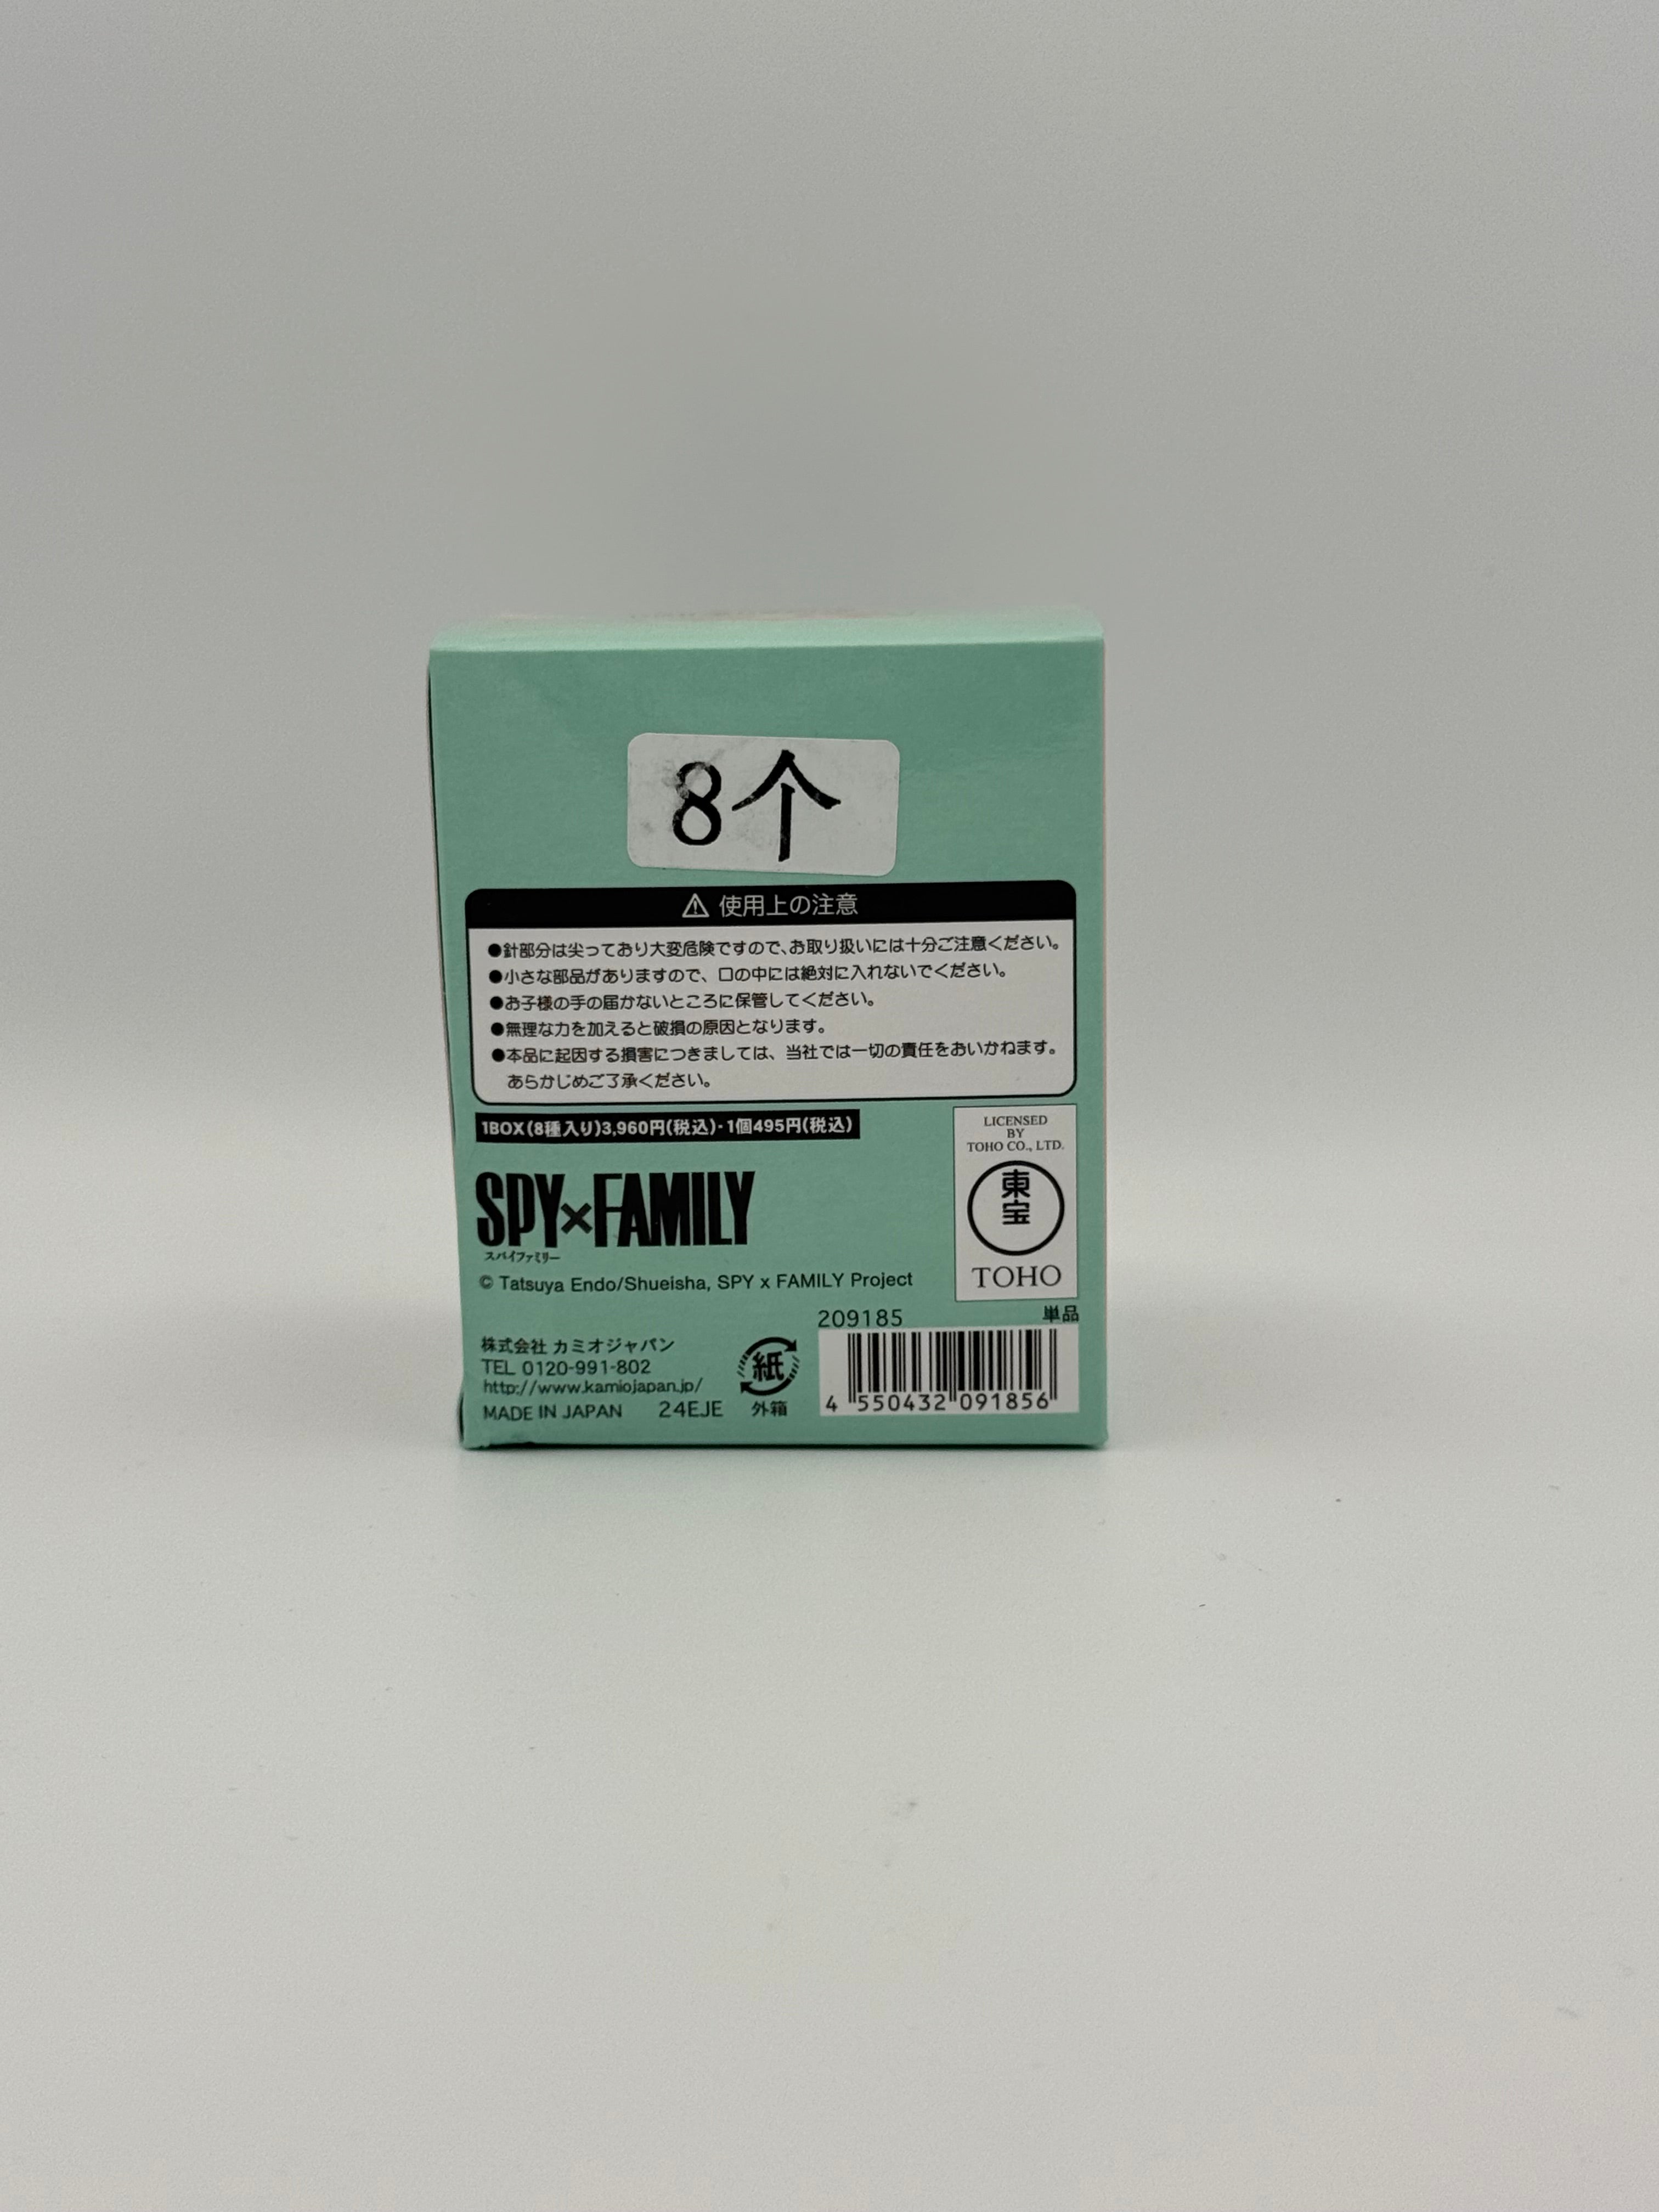 8个
⚠ 使用上の注意
●針部分は尖っており大変危険ですので、お取り扱いには十分ご注意ください。
●小さな部品がありますので、口の中には絶対に入れないでください。
●お子様の手の届かないところに保管してください。
●無理な力を加えると破損の原因となります。
●本品に起因する損害につきましては、当社では一切の責任をおいかねます。
あらかじめご了承ください。
1BOX(8種入り)3,960円(税込)・1個495円(税込)
LICENSED
BY
TOHO CO., LTD.
東宝
TOHO
SPY×FAMILY
スパイファミリー
© Tatsuya Endo/Shueisha, SPY x FAMILY Project
209185 単品
株式会社 カミオジャパン
TEL 0120-991-802
http://www.kamiojapan.jp/
MADE IN JAPAN 24EJE
紙
外箱
4 550432 091856